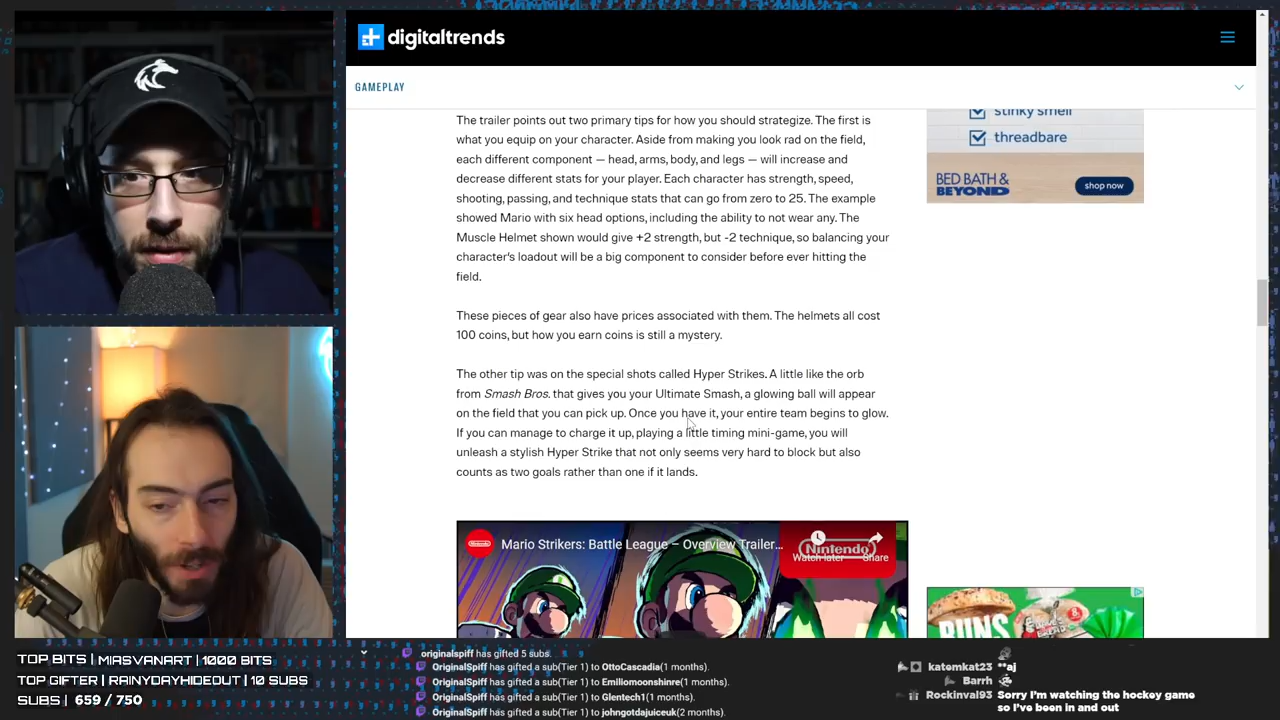 digitaltrends
GAMEPLAY
The trailer points out two primary tips for how you should strategize. The first is
what you equip on your character. Aside from making you look rad on the field,
each different component — head, arms, body, and legs — will increase and
decrease different stats for your player. Each character has strength, speed,
shooting, passing, and technique stats that can go from zero to 25. The example
showed Mario with six head options, including the ability to not wear any. The
Muscle Helmet shown would give +2 strength, but -2 technique, so balancing your
character's loadout will be a big component to consider before ever hitting the
field.
These pieces of gear also have prices associated with them. The helmets all cost
100 coins, but how you earn coins is still a mystery.
The other tip was on the special shots called Hyper Strikes. A little like the orb
from Smash Bros. that gives you your Ultimate Smash, a glowing ball will appear
on the field that you can pick up. Once you have it, your entire team begins to glow.
If you can manage to charge it up, playing a little timing mini-game, you will
unleash a stylish Hyper Strike that not only seems very hard to block but also
counts as two goals rather than one if it lands.
stinky smell
threadbare
BED BATH &
BEYOND
shop now
Nintendo
Mario Strikers: Battle League – Overview Trailer...
Nintendo
Watch later
Share
BUNS
TOP BITS | MIASVANART | 1000 BITS
TOP GIFTER | RAINYDAYHIDEOUT | 10 SUBS
SUBS | 659 / 750
originalspiff has gifted 5 subs.
OriginalSpiff has gifted a sub(Tier 1) to OttoCascadia(1 months).
OriginalSpiff has gifted a sub(Tier 1) to Emiliomoonshinre(1 months).
OriginalSpiff has gifted a sub(Tier 1) to Glentech1(1 months).
OriginalSpiff has gifted a sub(Tier 1) to johngotdajuiceuk(2 months).
katemkat23 **aj
Barrh
Rockinval93 Sorry I'm watching the hockey game
so I've been in and out